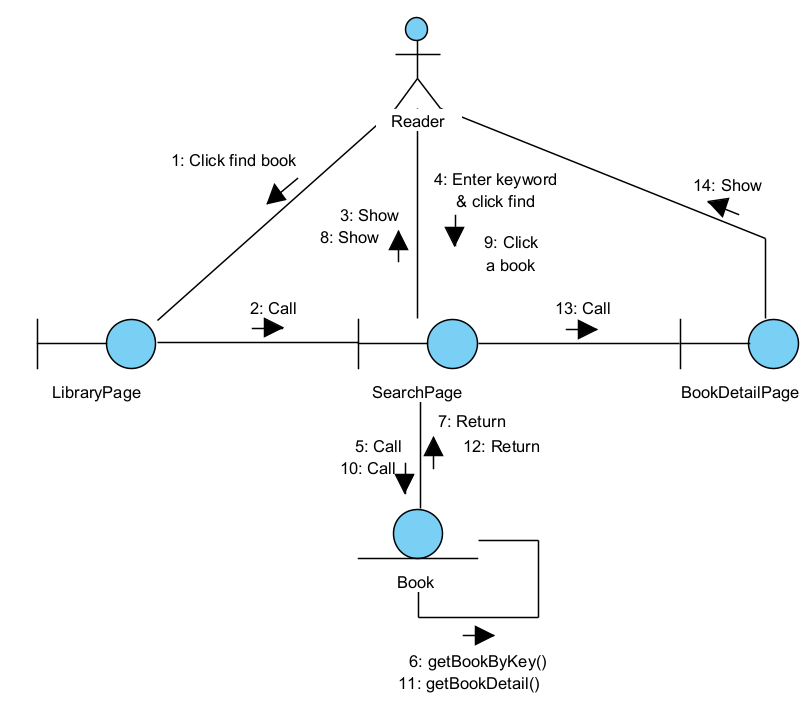 Reader
1: Click find book
4: Enter keyword
& click find
14: Show
3: Show
8: Show
9: Click
a book
2: Call
13: Call
LibraryPage
SearchPage
BookDetailPage
7: Return
5: Call
12: Return
10: Call
Book
6: getBookByKey()
11: getBookDetail()